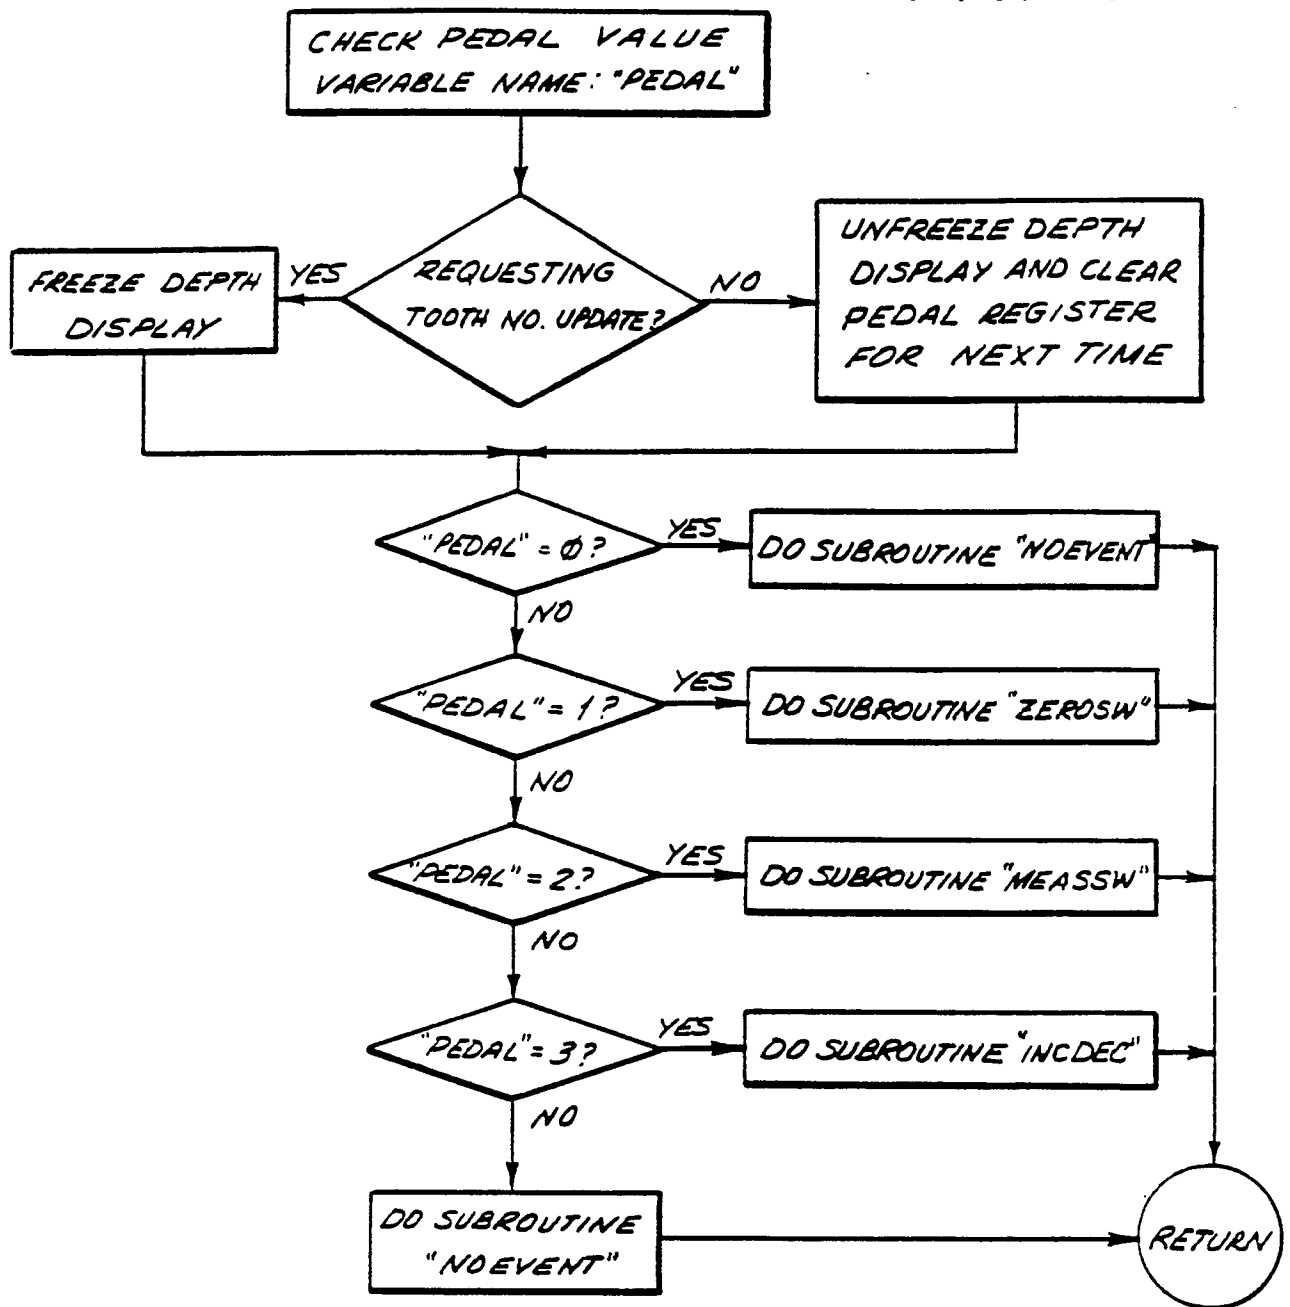 CHECK PEDAL VALUE
VARIABLE NAME: "PEDAL"
REQUESTING
TOOTH NO. UPDATE?
YES
FREEZE DEPTH
DISPLAY
NO
UNFREEZE DEPTH
DISPLAY AND CLEAR
PEDAL REGISTER
FOR NEXT TIME
"PEDAL" = Ø?
YES
DO SUBROUTINE "NOEVENT"
NO
"PEDAL" = 1?
YES
DO SUBROUTINE "ZEROSW"
NO
"PEDAL" = 2?
YES
DO SUBROUTINE "MEASSW"
NO
"PEDAL" = 3?
YES
DO SUBROUTINE "INCDEC"
NO
DO SUBROUTINE
"NOEVENT"
RETURN